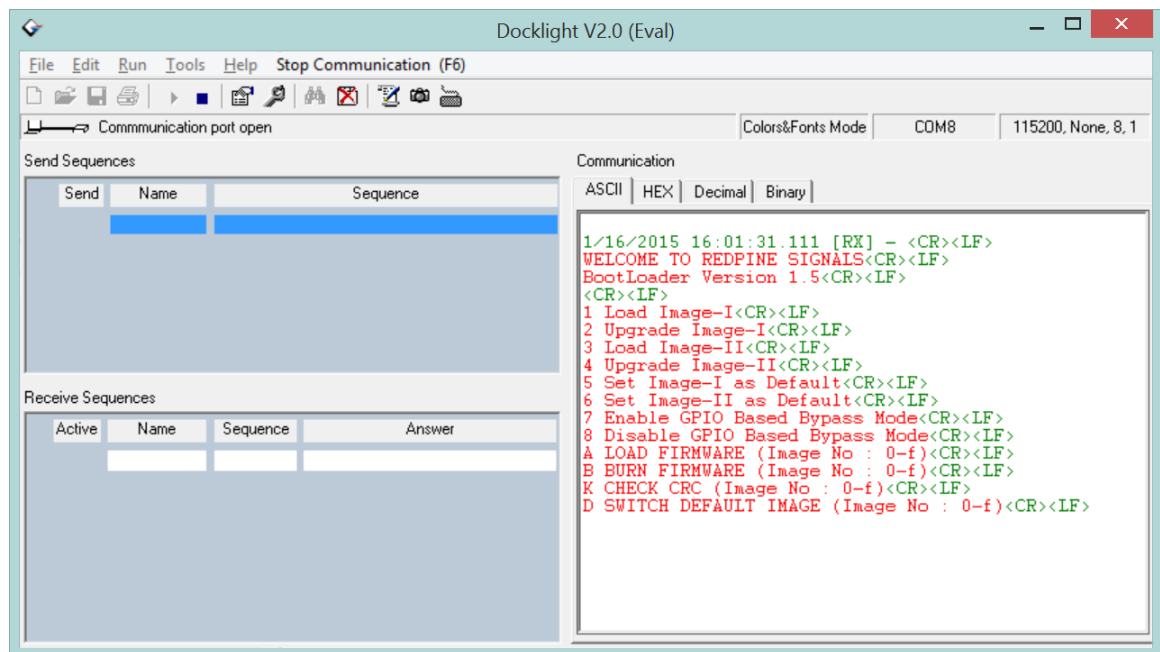 Docklight V2.0 (Eval)
File Edit Run Tools Help Stop Communication (F6)
Commmunication port open
Colors&Fonts Mode COM8 115200, None, 8, 1
Send Sequences
Send Name Sequence
Receive Sequences
Active Name Sequence Answer
Communication
ASCII HEX Decimal Binary
1/16/2015 16:01:31.111 [RX] - <CR><LF>
WELCOME TO REDPINE SIGNALS<CR><LF>
BootLoader Version 1.5<CR><LF>
<CR><LF>
1 Load Image-I<CR><LF>
2 Upgrade Image-I<CR><LF>
3 Load Image-II<CR><LF>
4 Upgrade Image-II<CR><LF>
5 Set Image-I as Default<CR><LF>
6 Set Image-II as Default<CR><LF>
7 Enable GPIO Based Bypass Mode<CR><LF>
8 Disable GPIO Based Bypass Mode<CR><LF>
A LOAD FIRMWARE (Image No : 0-f)<CR><LF>
B BURN FIRMWARE (Image No : 0-f)<CR><LF>
K CHECK CRC (Image No : 0-f)<CR><LF>
D SWITCH DEFAULT IMAGE (Image No : 0-f)<CR><LF>